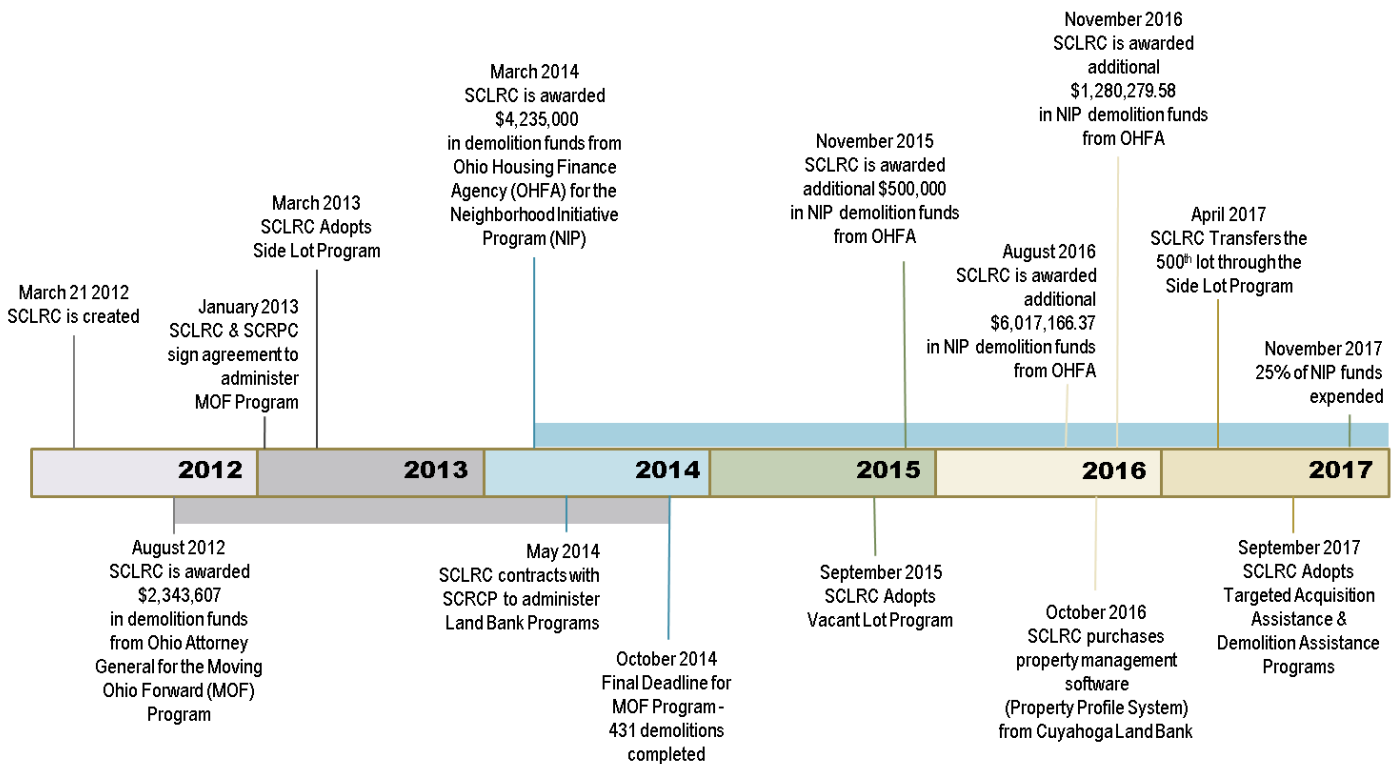 March 21 2012
SCLRC is created
January 2013
SCLRC & SCRPC
sign agreement to
administer
MOF Program
March 2013
SCLRC Adopts
Side Lot Program
March 2014
SCLRC is awarded
$4,235,000
in demolition funds from
Ohio Housing Finance
Agency (OHFA) for the
Neighborhood Initiative
Program (NIP)
November 2015
SCLRC is awarded
additional $500,000
in NIP demolition funds
from OHFA
August 2016
SCLRC is awarded
additional
$6,017,166.37
in NIP demolition funds
from OHFA
November 2016
SCLRC is awarded
additional
$1,280,279.58
in NIP demolition funds
from OHFA
April 2017
SCLRC Transfers the
500th lot through the
Side Lot Program
November 2017
25% of NIP funds
expended
2012 2013 2014 2015 2016 2017
August 2012
SCLRC is awarded
$2,343,607
in demolition funds
from Ohio Attorney
General for the Moving
Ohio Forward (MOF)
Program
May 2014
SCLRC contracts with
SCRCP to administer
Land Bank Programs
October 2014
Final Deadline for
MOF Program -
431 demolitions
completed
September 2015
SCLRC Adopts
Vacant Lot Program
October 2016
SCLRC purchases
property management
software
(Property Profile System)
from Cuyahoga Land Bank
September 2017
SCLRC Adopts
Targeted Acquisition
Assistance &
Demolition Assistance
Programs